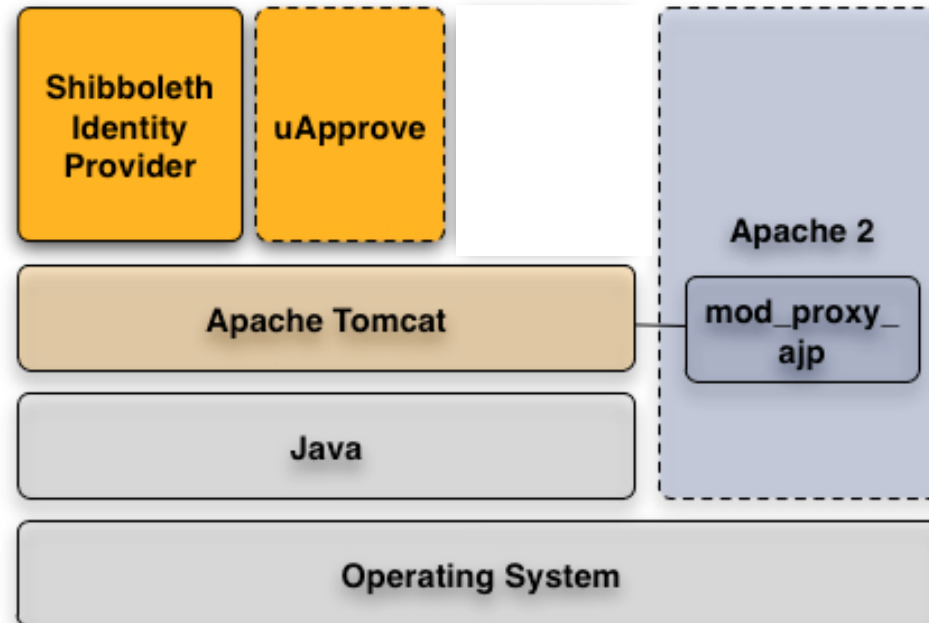 Shibboleth
Identity
Provider
uApprove
Apache 2
Apache Tomcat
mod_proxy_
ajp
Java
Operating System